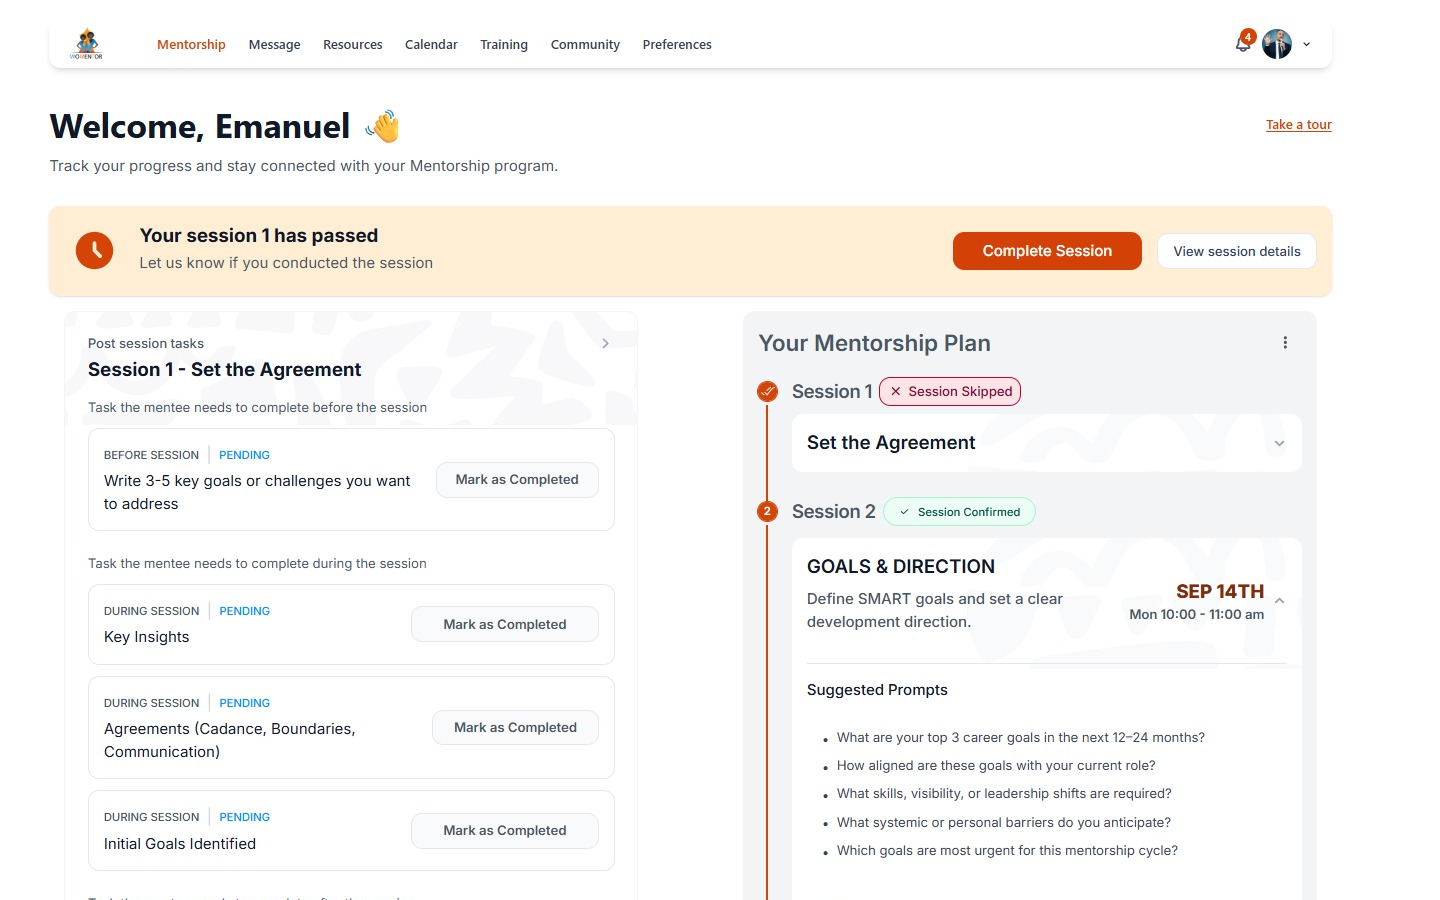 WOMENTOR
Mentorship
Message
Resources
Calendar
Training
Community
Preferences
4
Welcome, Emanuel
Take a tour
Track your progress and stay connected with your Mentorship program.
Your session 1 has passed
Let us know if you conducted the session
Complete Session
View session details
Post session tasks
Session 1 - Set the Agreement
Task the mentee needs to complete before the session
BEFORE SESSION
PENDING
Write 3-5 key goals or challenges you want
to address
Mark as Completed
Task the mentee needs to complete during the session
DURING SESSION
PENDING
Key Insights
Mark as Completed
DURING SESSION
PENDING
Agreements (Cadance, Boundaries,
Communication)
Mark as Completed
DURING SESSION
PENDING
Initial Goals Identified
Mark as Completed
Your Mentorship Plan
Session 1
Session Skipped
Set the Agreement
2
Session 2
Session Confirmed
GOALS & DIRECTION
Define SMART goals and set a clear
development direction.
SEP 14TH
Mon 10:00 - 11:00 am
Suggested Prompts
• What are your top 3 career goals in the next 12–24 months?
• How aligned are these goals with your current role?
• What skills, visibility, or leadership shifts are required?
• What systemic or personal barriers do you anticipate?
• Which goals are most urgent for this mentorship cycle?